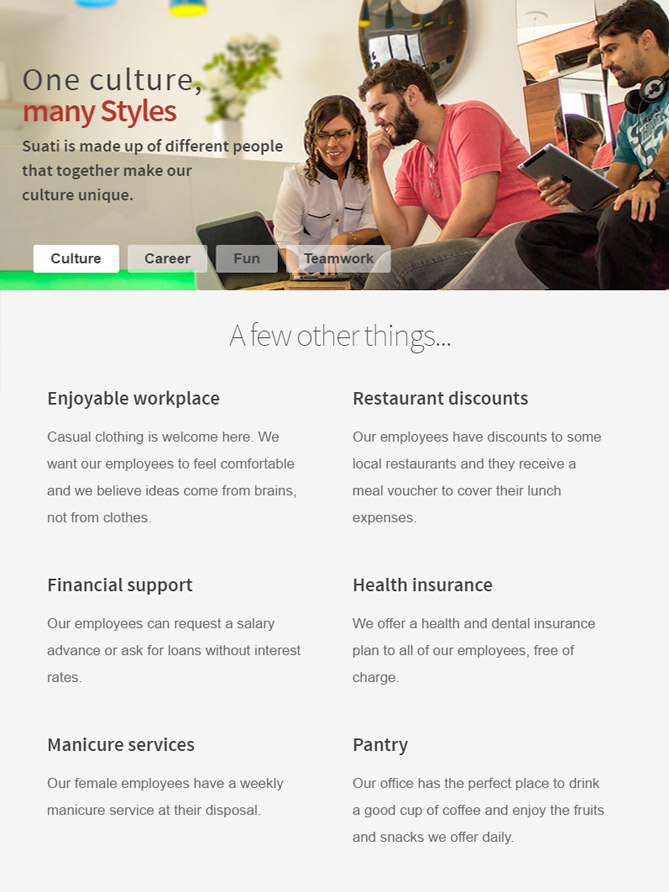 One culture,
many Styles
Suati is made up of different people
that together make our
culture unique.
Culture
Career
Fun
Teamwork
A few other things...
Enjoyable workplace
Casual clothing is welcome here. We
want our employees to feel comfortable
and we believe ideas come from brains,
not from clothes.
Restaurant discounts
Our employees have discounts to some
local restaurants and they receive a
meal voucher to cover their lunch
expenses.
Financial support
Our employees can request a salary
advance or ask for loans without interest
rates.
Health insurance
We offer a health and dental insurance
plan to all of our employees, free of
charge.
Manicure services
Our female employees have a weekly
manicure service at their disposal.
Pantry
Our office has the perfect place to drink
a good cup of coffee and enjoy the fruits
and snacks we offer daily.